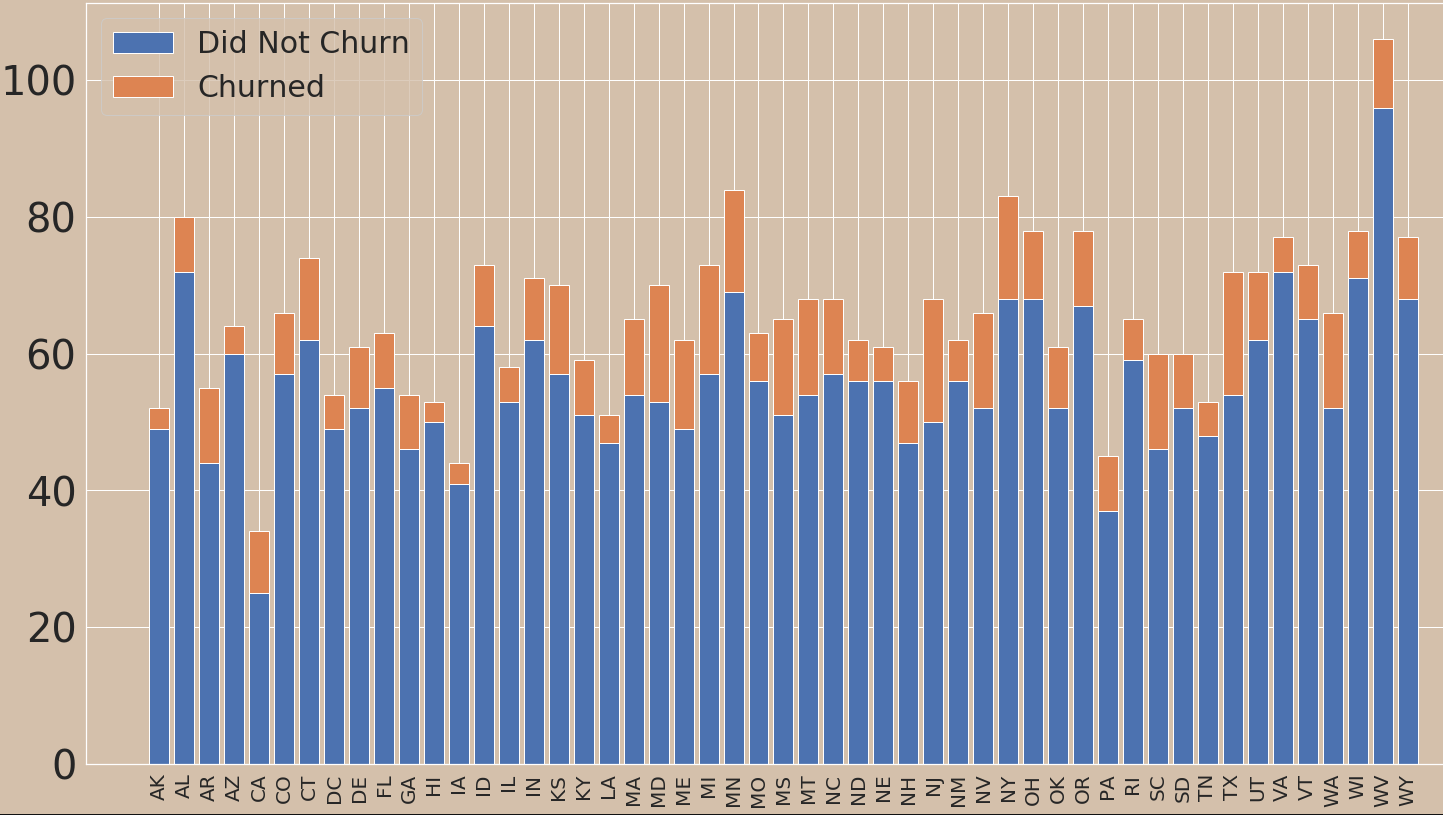 Did Not Churn
Churned
100
80
60
40
20
0
AK AL AR AZ CA CO CT DC DE FL GA HI IA ID IL IN KS KY LA MA MD ME MI MN MO MS MT NC ND NE NH NJ NM NV NY OH OK OR PA RI SC SD TN TX UT VA VT WA WI WV WY